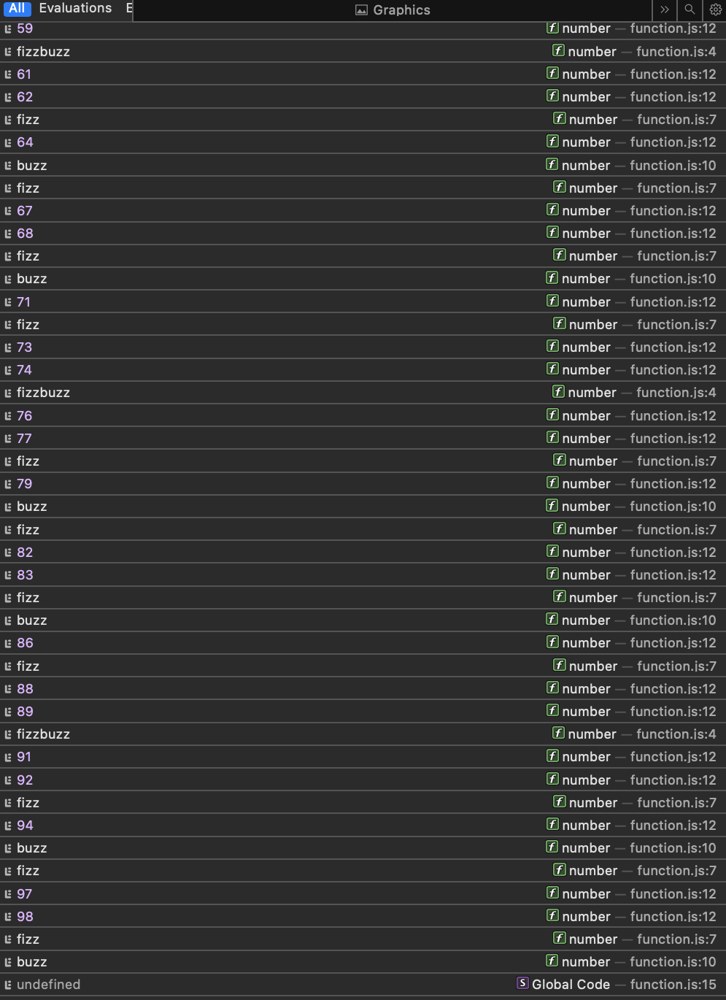 All Evaluations E Graphics
59 f number — function.js:12
fizzbuzz f number — function.js:4
61 f number — function.js:12
62 f number — function.js:12
fizz f number — function.js:7
64 f number — function.js:12
buzz f number — function.js:10
fizz f number — function.js:7
67 f number — function.js:12
68 f number — function.js:12
fizz f number — function.js:7
buzz f number — function.js:10
71 f number — function.js:12
fizz f number — function.js:7
73 f number — function.js:12
74 f number — function.js:12
fizzbuzz f number — function.js:4
76 f number — function.js:12
77 f number — function.js:12
fizz f number — function.js:7
79 f number — function.js:12
buzz f number — function.js:10
fizz f number — function.js:7
82 f number — function.js:12
83 f number — function.js:12
fizz f number — function.js:7
buzz f number — function.js:10
86 f number — function.js:12
fizz f number — function.js:7
88 f number — function.js:12
89 f number — function.js:12
fizzbuzz f number — function.js:4
91 f number — function.js:12
92 f number — function.js:12
fizz f number — function.js:7
94 f number — function.js:12
buzz f number — function.js:10
fizz f number — function.js:7
97 f number — function.js:12
98 f number — function.js:12
fizz f number — function.js:7
buzz f number — function.js:10
undefined S Global Code — function.js:15